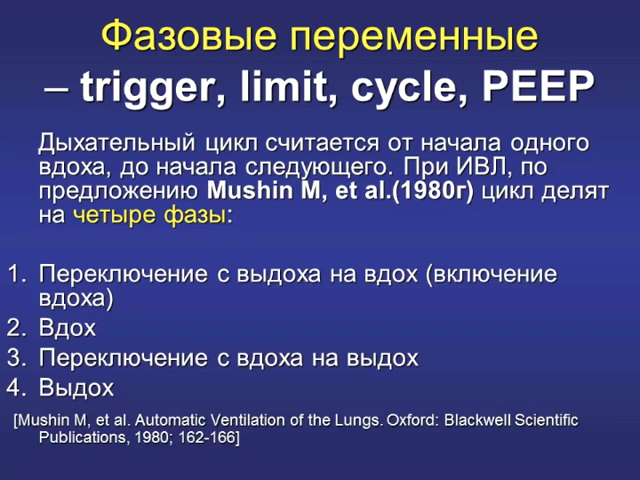 Фазовые переменные
– trigger, limit, cycle, PEEP
Дыхательный цикл считается от начала одного
вдоха, до начала следующего. При ИВЛ, по
предложению Mushin M, et al.(1980г) цикл делят
на четыре фазы:
1. Переключение с выдоха на вдох (включение
вдоха)
2. Вдох
3. Переключение с вдоха на выдох
4. Выдох
[Mushin M, et al. Automatic Ventilation of the Lungs. Oxford: Blackwell Scientific
Publications, 1980; 162-166]